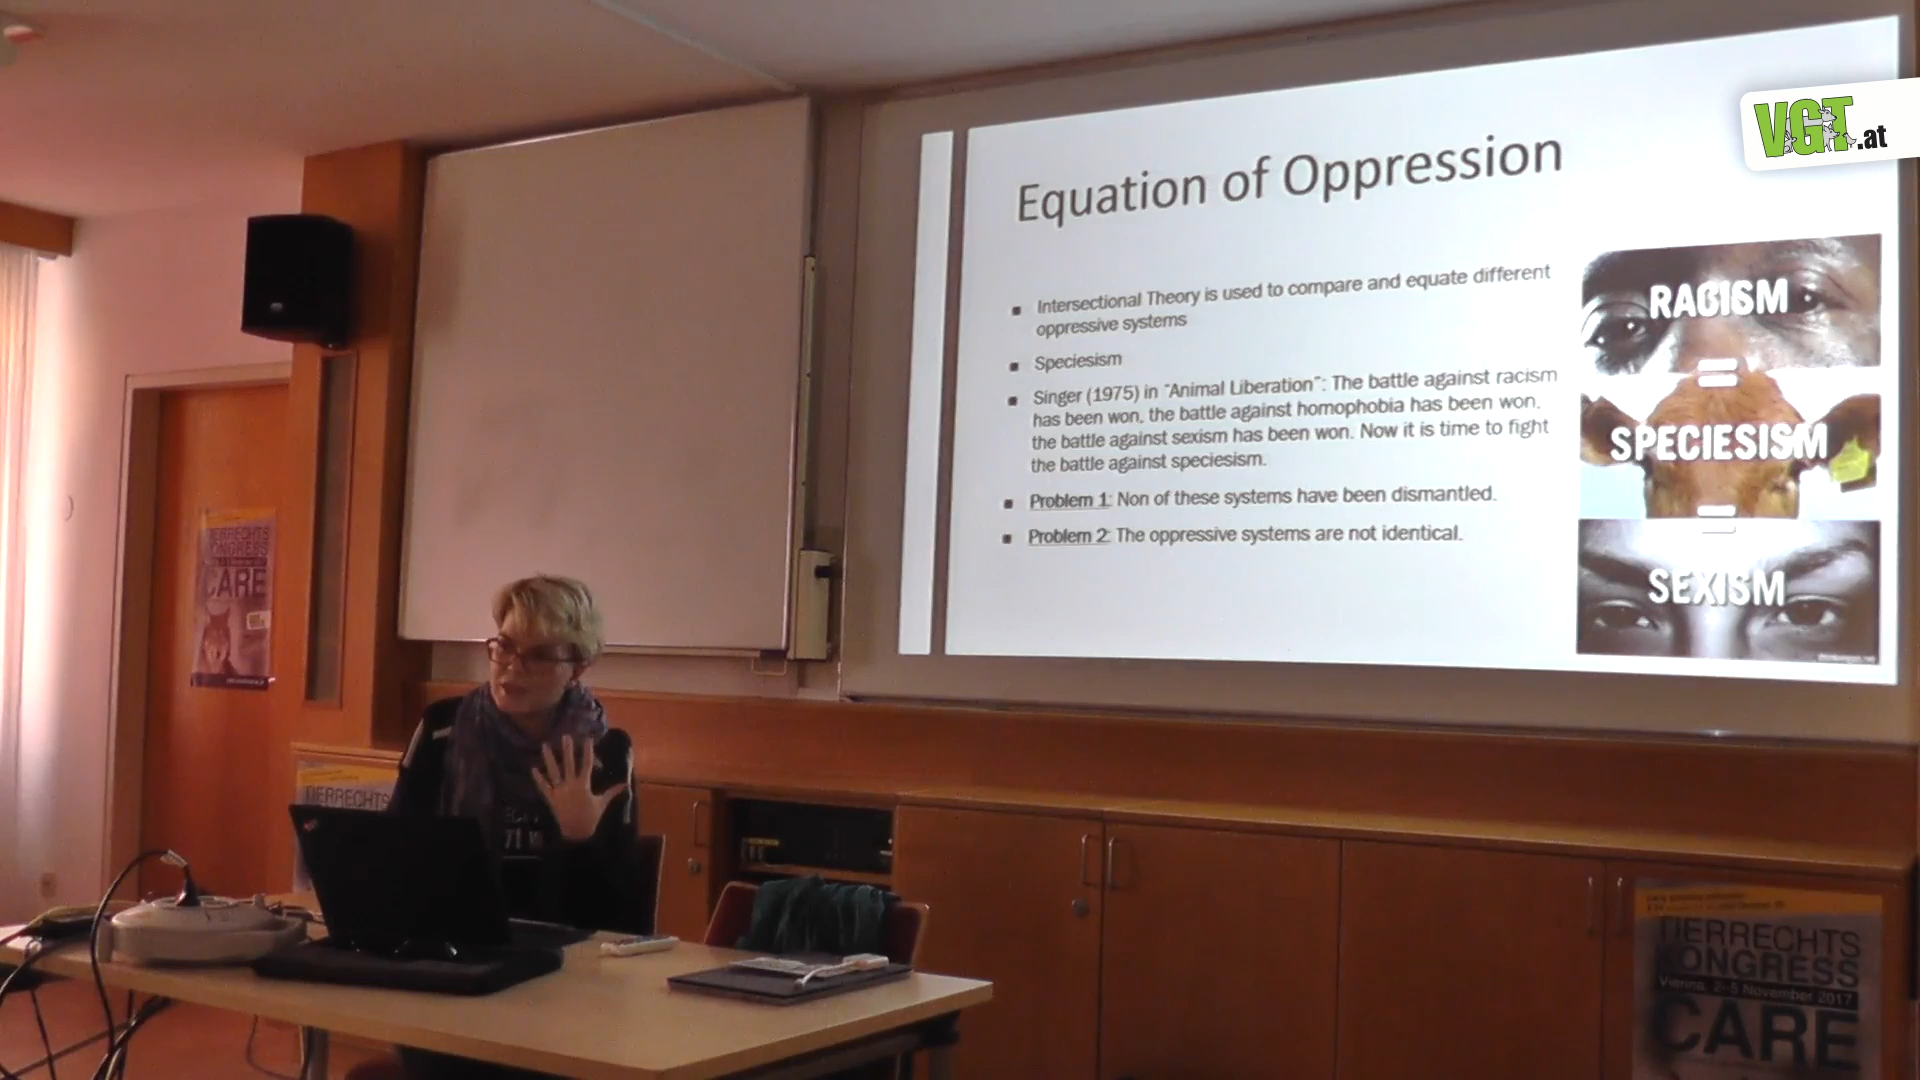 VGT.at
Equation of Oppression
Intersectional Theory is used to compare and equate different
oppressive systems
Speciesism
Singer (1975) in "Animal Liberation": The battle against racism
has been won, the battle against homophobia has been won,
the battle against sexism has been won. Now it is time to fight
the battle against speciesism.
Problem 1: Non of these systems have been dismantled.
Problem 2: The oppressive systems are not identical.
RACISM
=
SPECIESISM
=
SEXISM
TIERRECHTS
KONGRESS
CARE
TIERRECHTS
TIERRECHTS
KONGRESS
Vienna, 2-5 November 2017
CARE